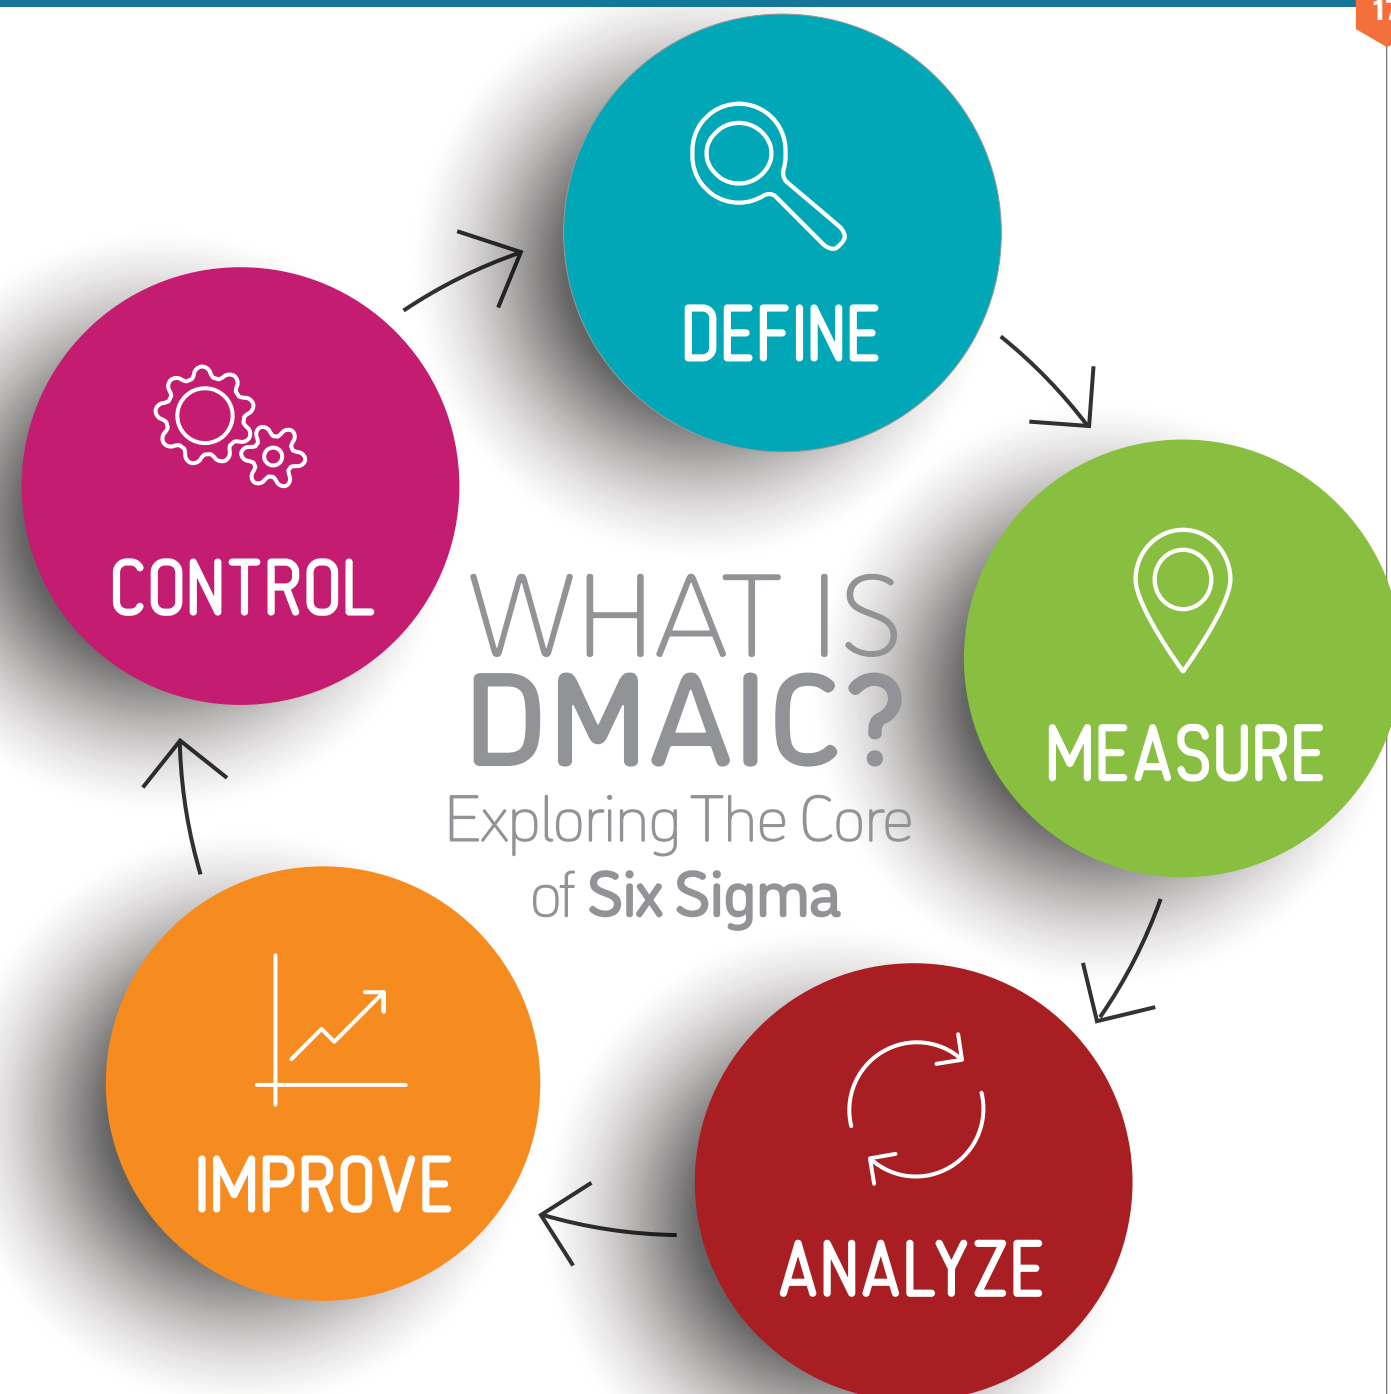 DEFINE
CONTROL
MEASURE
WHAT IS
DMAIC?
Exploring The Core
of Six Sigma
IMPROVE
ANALYZE